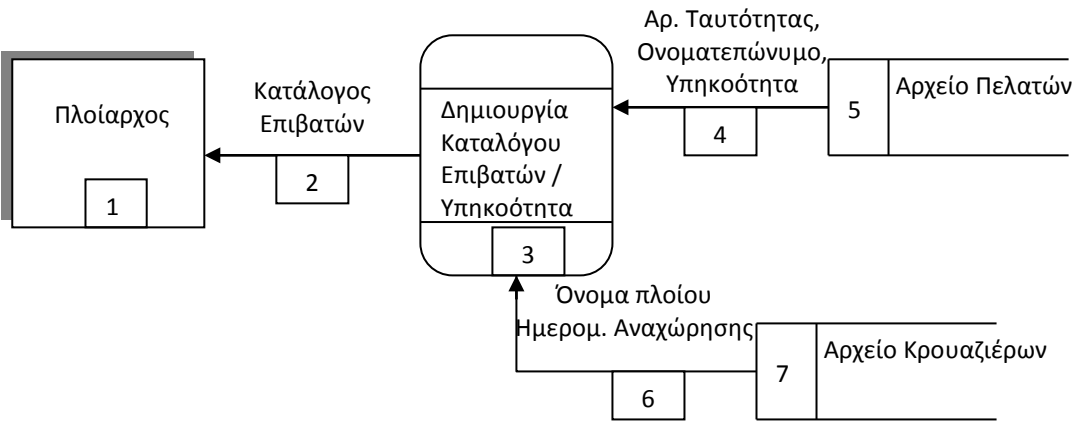 Πλοίαρχος
1
Κατάλογος
Επιβατών
2
Δημιουργία
Καταλόγου
Επιβατών /
Υπηκοότητα
3
Αρ. Ταυτότητας,
Ονοματεπώνυμο,
Υπηκοότητα
4
5
Αρχείο Πελατών
Όνομα πλοίου
Ημερομ. Αναχώρησης
6
7
Αρχείο Κρουαζιέρων